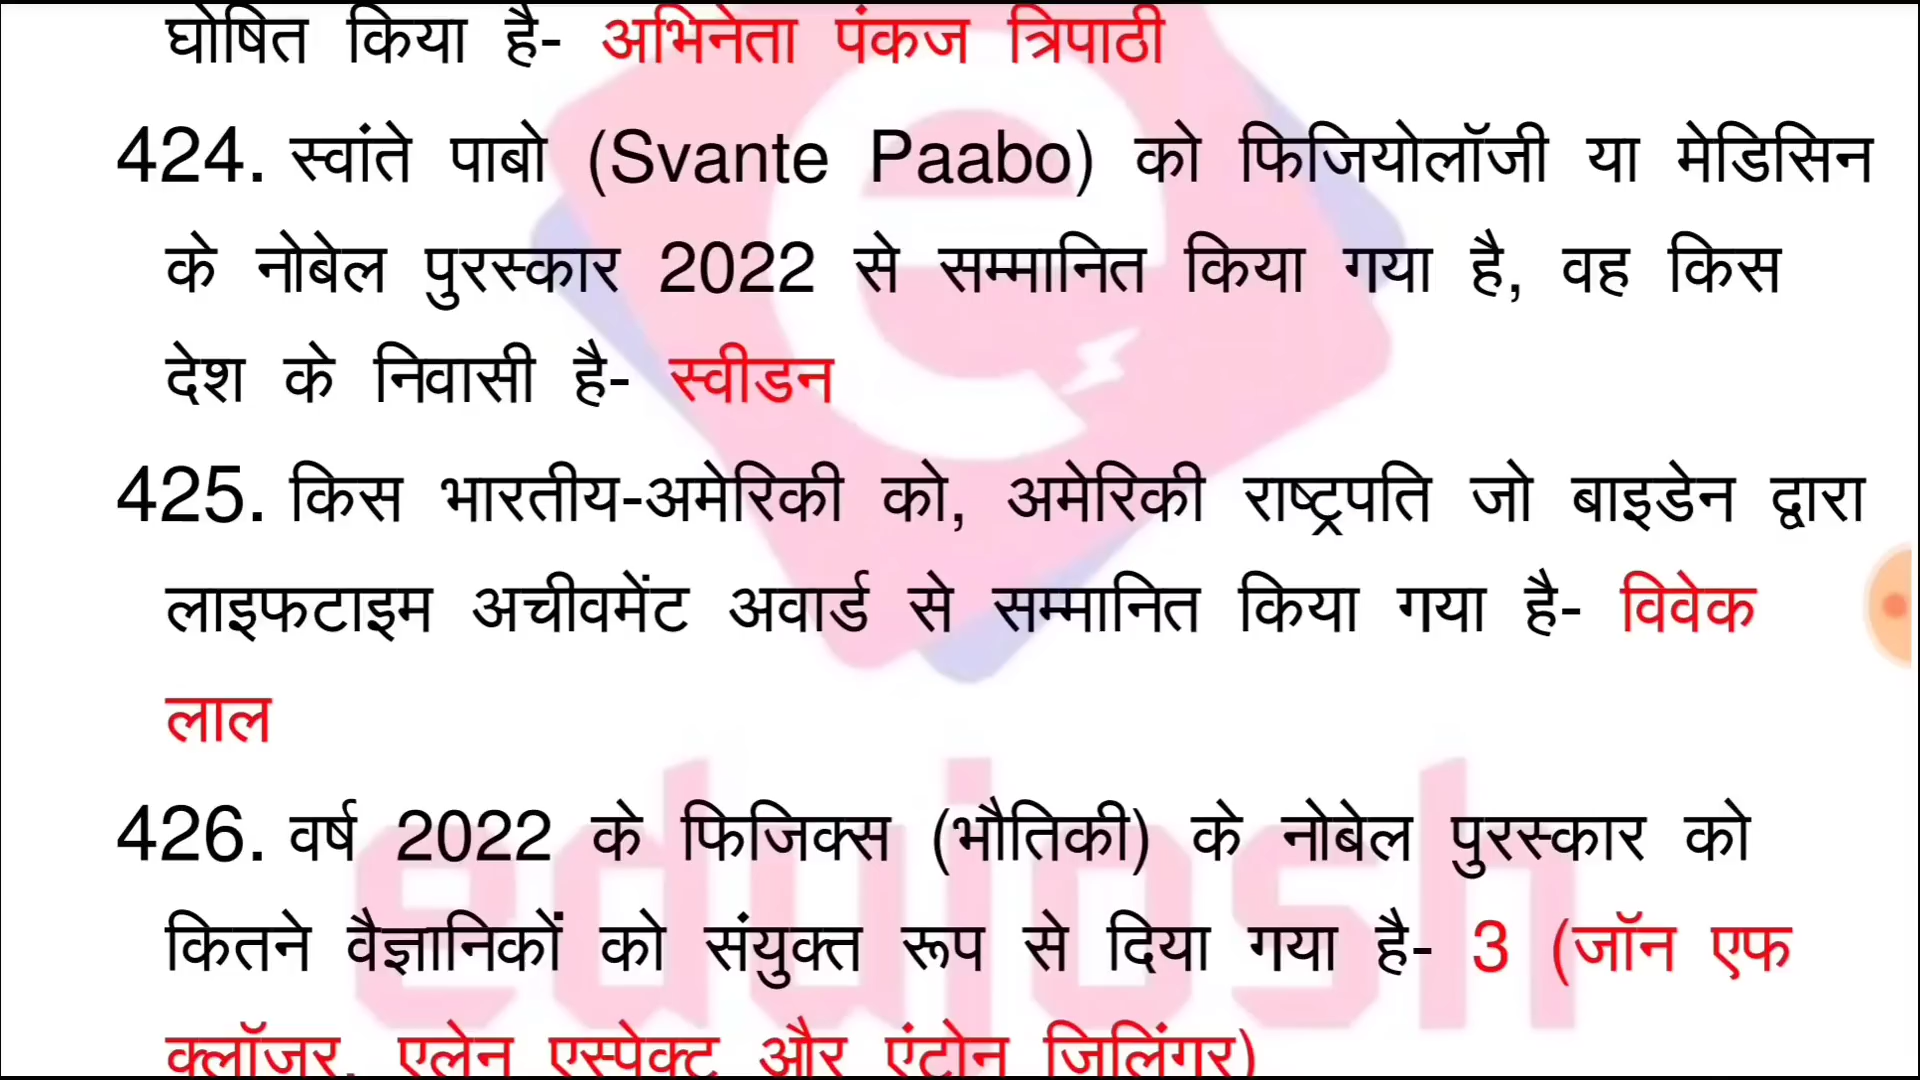 घोषित किया है- अभिनेता पंकज त्रिपाठी
424. स्वांते पाबो (Svante Paabo) को फिजियोलॉजी या मेडिसिन
के नोबेल पुरस्कार 2022 से सम्मानित किया गया है, वह किस
देश के निवासी है- स्वीडन
425. किस भारतीय-अमेरिकी को, अमेरिकी राष्ट्रपति जो बाइडेन द्वारा
लाइफटाइम अचीवमेंट अवार्ड से सम्मानित किया गया है- विवेक
लाल
426. वर्ष 2022 के फिजिक्स (भौतिकी) के नोबेल पुरस्कार को
कितने वैज्ञानिकों को संयुक्त रूप से दिया गया है- 3 (जॉन एफ
क्लॉजर, एलेन एस्पेक्ट और एंटोन जिलिंगर)
edujosh